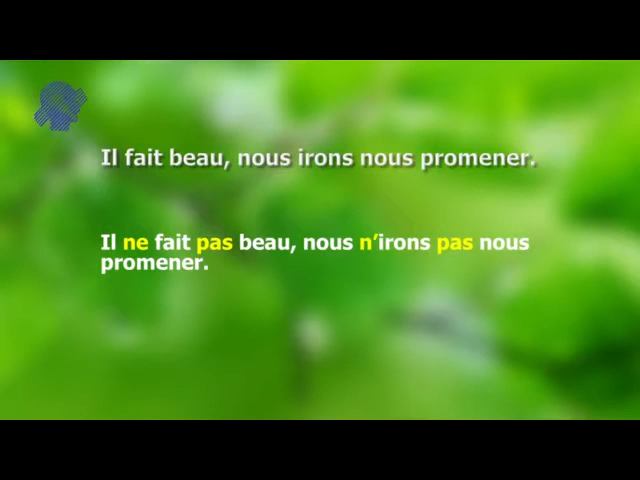 Il fait beau, nous irons nous promener.
Il ne fait pas beau, nous n’irons pas nous
promener.